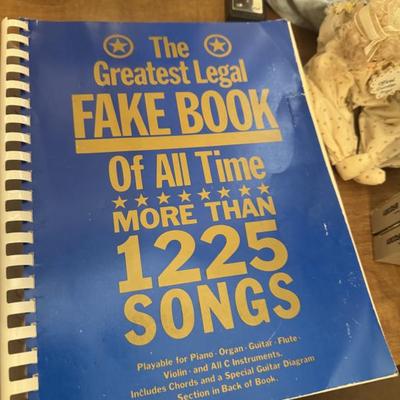 The
Greatest Legal
FAKE BOOK
Of All Time
MORE THAN
1225
SONGS
Playable for Piano · Organ · Guitar · Flute ·
Violin · and All C Instruments.
Includes Chords and a Special Guitar Diagram
Section in Back of Book.